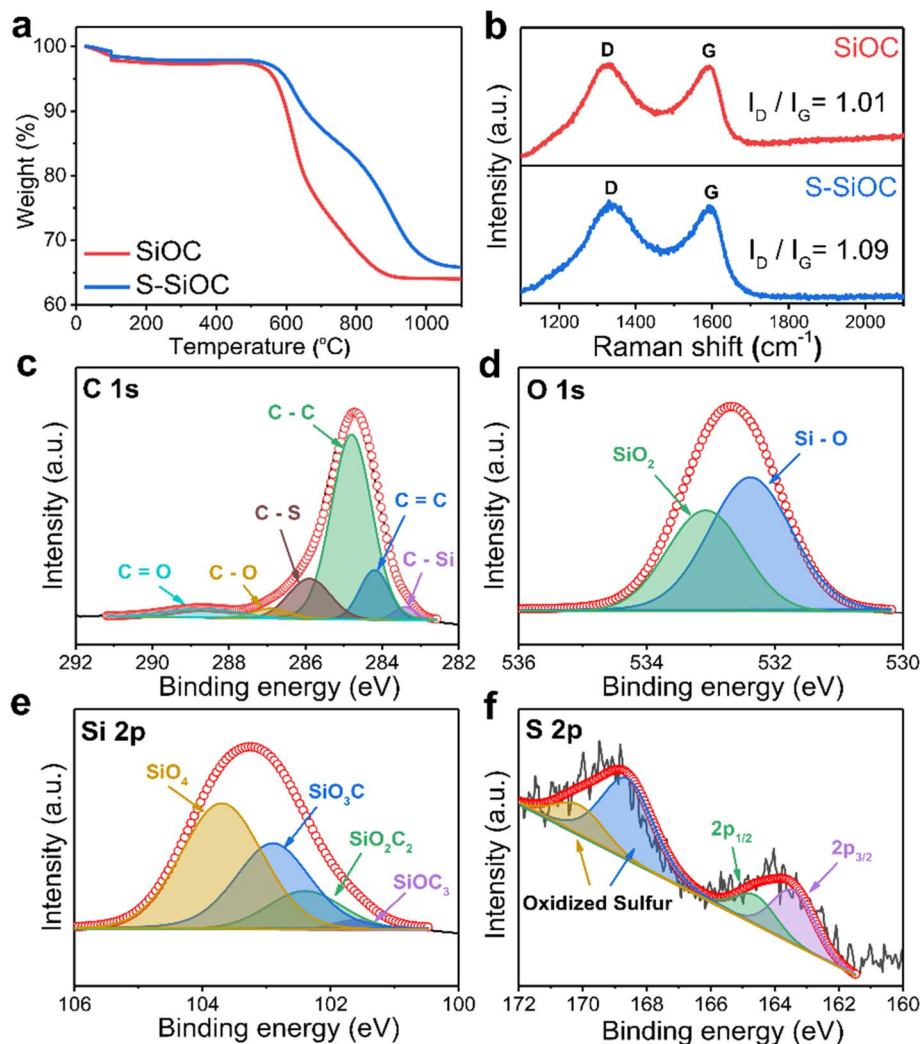 a
100
90
80
70
60
Weight (%)
SiOC
S-SiOC
0 200 400 600 800 1000
Temperature (°C)
b
D G
SiOC
I_D / I_G= 1.01
D G
S-SiOC
I_D / I_G= 1.09
Intensity (a.u.)
1200 1400 1600 1800 2000
Raman shift (cm⁻¹)
c
C 1s
C - C
C - S
C = C
C = O
C - O
C - Si
Intensity (a.u.)
292 290 288 286 284 282
Binding energy (eV)
d
O 1s
SiO₂
Si - O
Intensity (a.u.)
536 534 532 530
Binding energy (eV)
e
Si 2p
SiO₄
SiO₃C
SiO₂C₂
SiOC₃
Intensity (a.u.)
106 104 102 100
Binding energy (eV)
f
S 2p
2p₁/₂
2p₃/₂
Oxidized Sulfur
Intensity (a.u.)
172 170 168 166 164 162 160
Binding energy (eV)